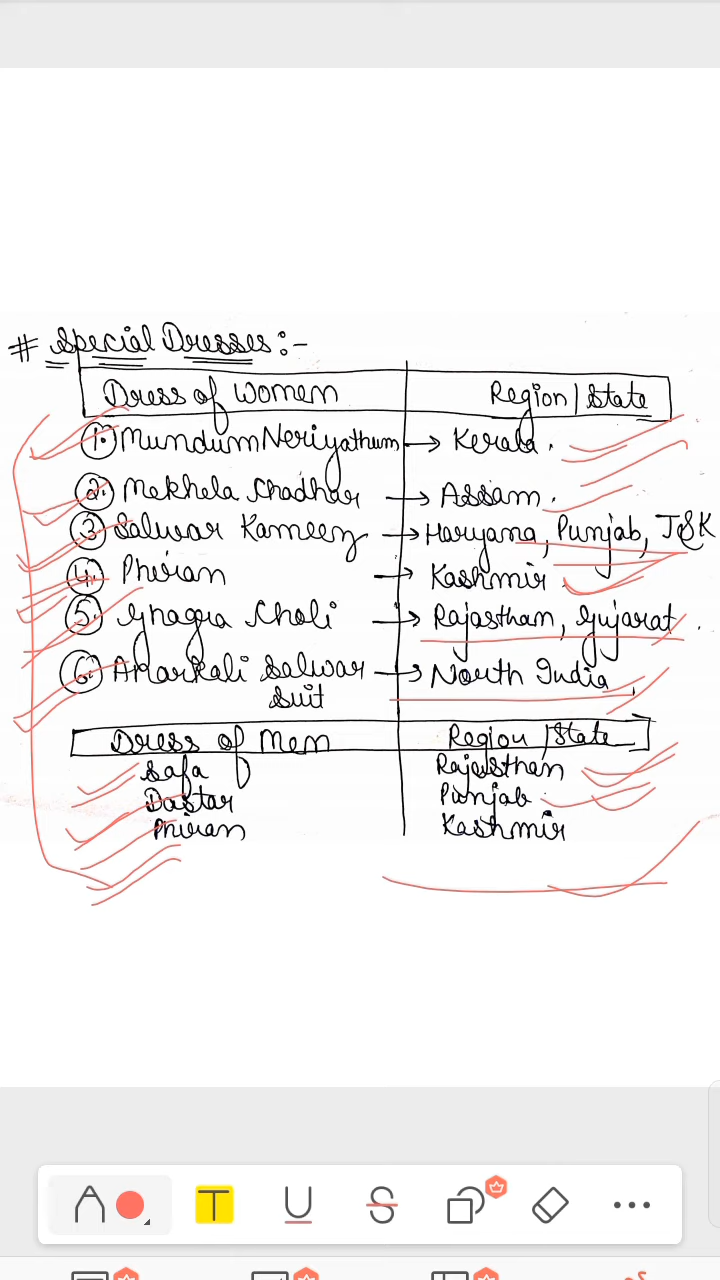 # Special Dresses :-
Dress of Women Region / State
1. Mundum Neriyathum → Kerala.
2. Mekhela Chadhar → Assam.
3. Salwar Kameez → Haryana, Punjab, J&K
4. Phiran → Kashmir.
5. Ghagra Choli → Rajasthan, Gujarat.
6. Anarkali Salwar → North India,
Suit
Dress of Men Region / State
Safa Rajasthan
Dastar Punjab.
Phiran Kashmir
A T U S